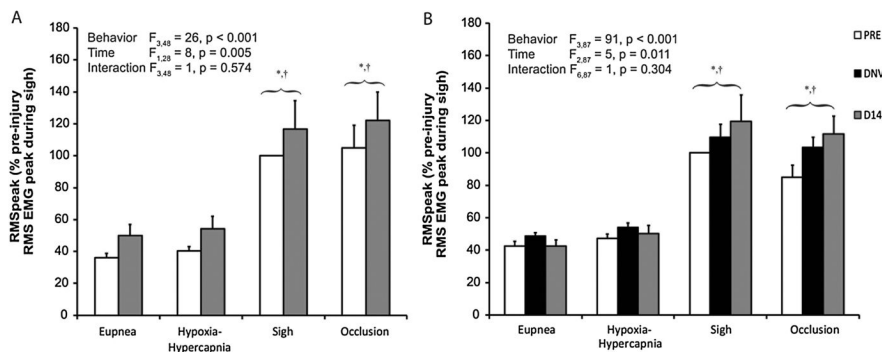 A
Behavior F3,48 = 26, p < 0.001
Time F1,28 = 8, p = 0.005
Interaction F3,48 = 1, p = 0.574
RMSpeak (% pre-injury
RMS EMG peak during sigh)
180
160
140
120
100
80
60
40
20
0
*,†
*,†
Eupnea
Hypoxia-
Hypercapnia
Sigh
Occlusion
B
Behavior F3,87 = 91, p < 0.001
Time F2,87 = 5, p = 0.011
Interaction F6,87 = 1, p = 0.304
RMSpeak (% pre-injury
RMS EMG peak during sigh)
180
160
140
120
100
80
60
40
20
0
*,†
*,†
Eupnea
Hypoxia-
Hypercapnia
Sigh
Occlusion
PRE
DNV
D14